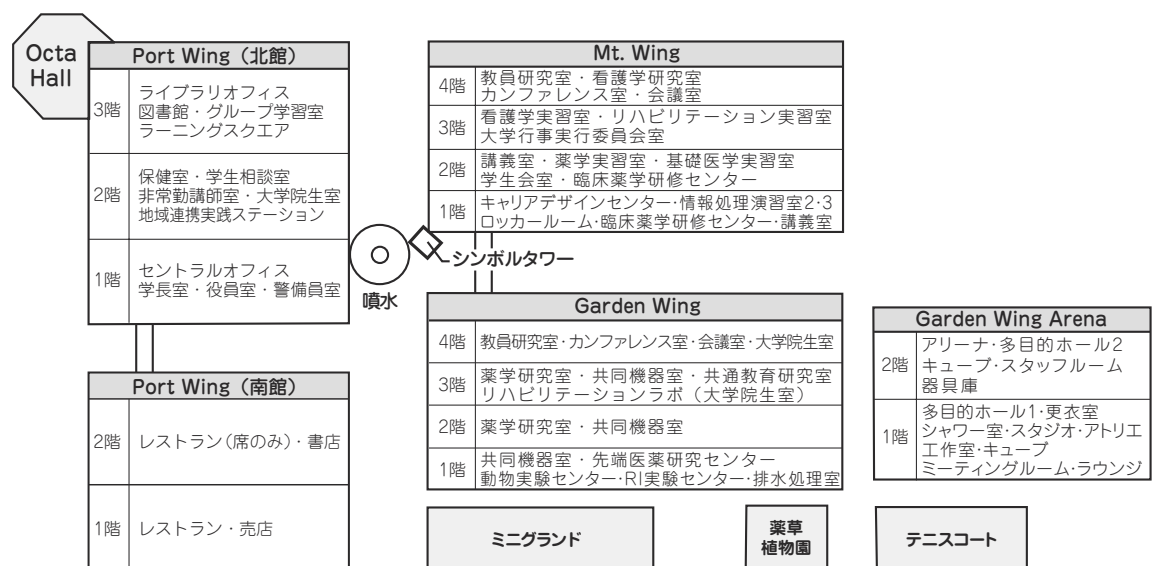 Octa
Hall
Port Wing（北館）
3階
ライブラリオフィス
図書館・グループ学習室
ラーニングスクエア
2階
保健室・学生相談室
非常勤講師室・大学院生室
地域連携実践ステーション
1階
セントラルオフィス
学長室・役員室・警備員室
Port Wing（南館）
2階
レストラン(席のみ)・書店
1階
レストラン・売店
噴水
シンボルタワー
Mt. Wing
4階
教員研究室・看護学研究室
カンファレンス室・会議室
3階
看護学実習室・リハビリテーション実習室
大学行事実行委員会室
2階
講義室・薬学実習室・基礎医学実習室
学生会室・臨床薬学研修センター
1階
キャリアデザインセンター・情報処理演習室2・3
ロッカールーム・臨床薬学研修センター・講義室
Garden Wing
4階
教員研究室・カンファレンス室・会議室・大学院生室
3階
薬学研究室・共同機器室・共通教育研究室
リハビリテーションラボ（大学院生室）
2階
薬学研究室・共同機器室
1階
共同機器室・先端医薬研究センター
動物実験センター・RI実験センター・排水処理室
Garden Wing Arena
2階
アリーナ・多目的ホール2
キューブ・スタッフルーム
器具庫
1階
多目的ホール1・更衣室
シャワー室・スタジオ・アトリエ
工作室・キューブ
ミーティングルーム・ラウンジ
ミニグランド
薬草
植物園
テニスコート